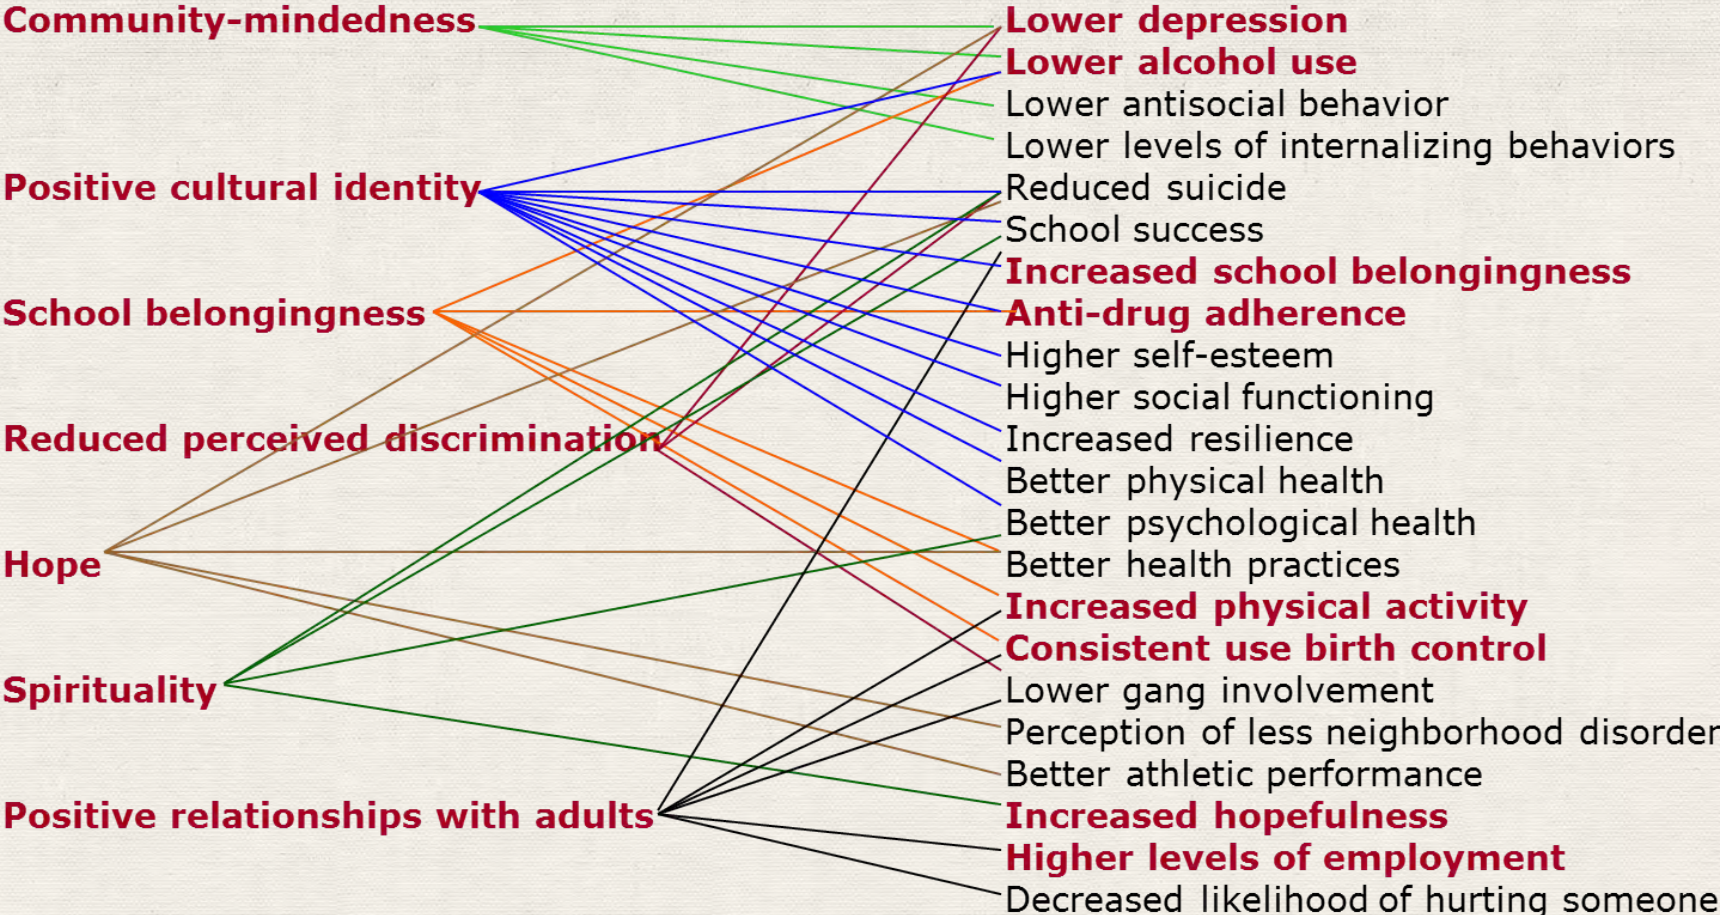 Community-mindedness
Positive cultural identity
School belongingness
Reduced perceived discrimination
Hope
Spirituality
Positive relationships with adults
Lower depression
Lower alcohol use
Lower antisocial behavior
Lower levels of internalizing behaviors
Reduced suicide
School success
Increased school belongingness
Anti-drug adherence
Higher self-esteem
Higher social functioning
Increased resilience
Better physical health
Better psychological health
Better health practices
Increased physical activity
Consistent use birth control
Lower gang involvement
Perception of less neighborhood disorder
Better athletic performance
Increased hopefulness
Higher levels of employment
Decreased likelihood of hurting someone